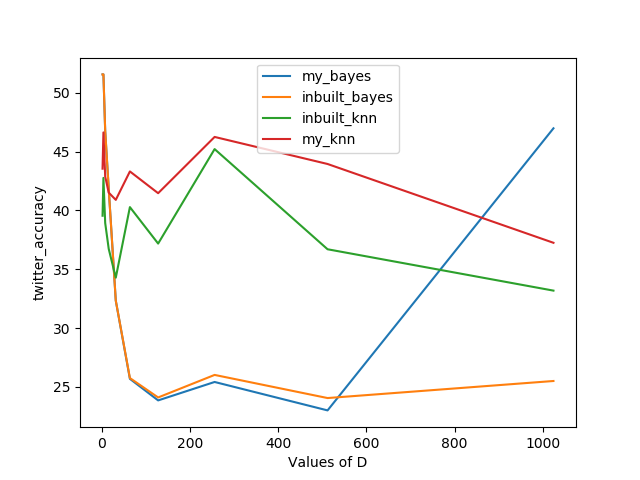 my_bayes
inbuilt_bayes
inbuilt_knn
my_knn
50
45
40
35
30
25
twitter_accuracy
0 200 400 600 800 1000
Values of D